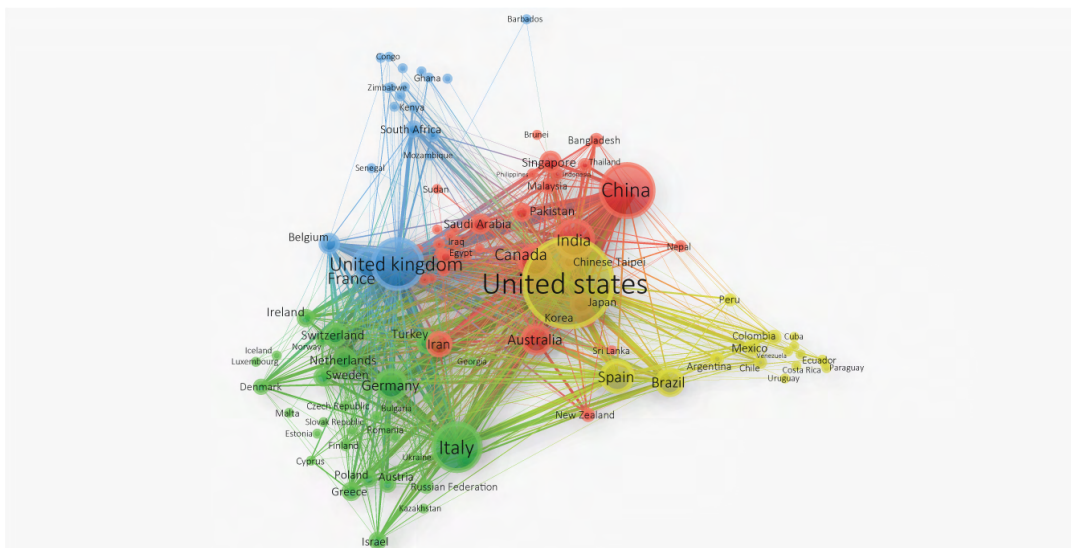 Barbados
Congo
Ghana
Zimbabwe
Kenya
South Africa
Mozambique
Senegal
Brunei
Bangladesh
Singapore
Thailand
Philippines
Indonesia
Malaysia
Sudan
China
Pakistan
Saudi Arabia
Belgium
Iraq
India
Nepal
Egypt
Canada
United kingdom
Chinese Taipei
France
United states
Japan
Peru
Ireland
Korea
Switzerland
Turkey
Iran
Australia
Colombia
Cuba
Norway
Iceland
Luxembourg
Netherlands
Georgia
Sri Lanka
Mexico
Venezuela
Ecuador
Sweden
Argentina
Chile
Costa Rica
Paraguay
Denmark
Germany
Spain
Brazil
Uruguay
Czech Republic
Bulgaria
Malta
Slovak Republic
New Zealand
Estonia
Romania
Finland
Italy
Cyprus
Ukraine
Poland
Austria
Greece
Russian Federation
Kazakhstan
Israel